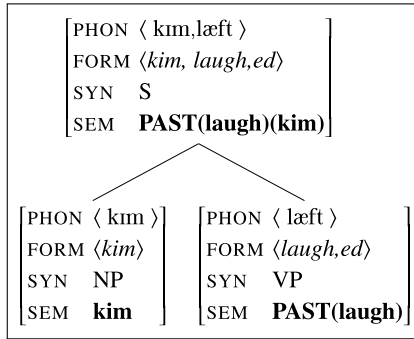 PHON ⟨ kɪm,læft ⟩
FORM ⟨kim, laugh,ed⟩
SYN S
SEM PAST(laugh)(kim)
PHON ⟨ kɪm ⟩
FORM ⟨kim⟩
SYN NP
SEM kim
PHON ⟨ læft ⟩
FORM ⟨laugh,ed⟩
SYN VP
SEM PAST(laugh)